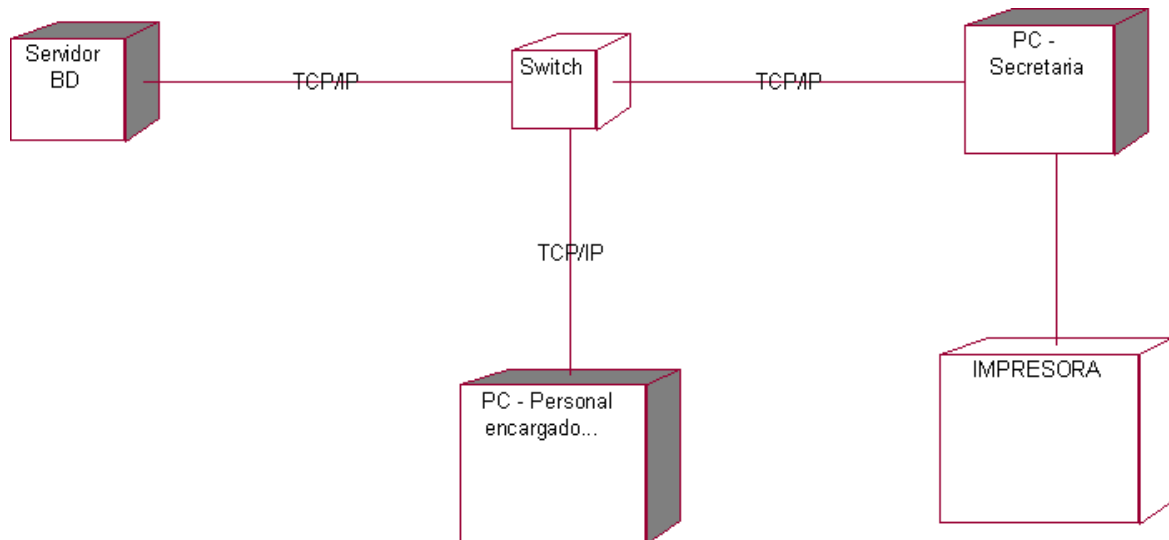 Servidor
BD
TCP/IP
Switch
TCP/IP
PC -
Secretaria
TCP/IP
PC - Personal
encargado...
IMPRESORA